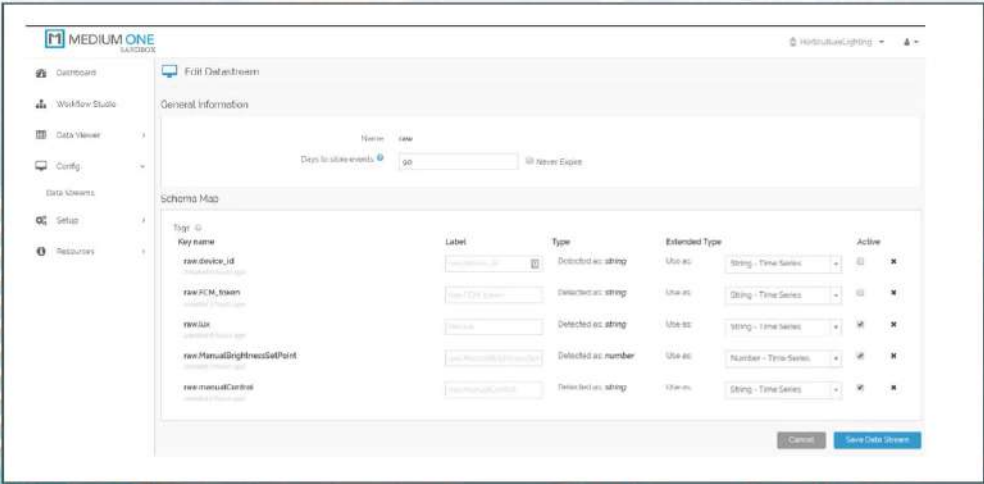 MEDIUM ONE
SANDBOX
HorticultureLighting
Dashboard
Edit Datastream
Workflow Studio
General Information
Data Viewer
Name: raw
Days to store events
90
Never Expire
Config
Data Streams
Schema Map
Setup
Tags
Resources
Key name Label Type Extended Type Active
raw.device_id Detected as: string Use as: String - Time Series
raw.FCM_token Detected as: string Use as: String - Time Series
raw.lux Detected as: string Use as: String - Time Series
raw.ManualBrightnessSetPoint Detected as: number Use as: Number - Time Series
raw.manualControl Detected as: string Use as: String - Time Series
Cancel Save Data Stream